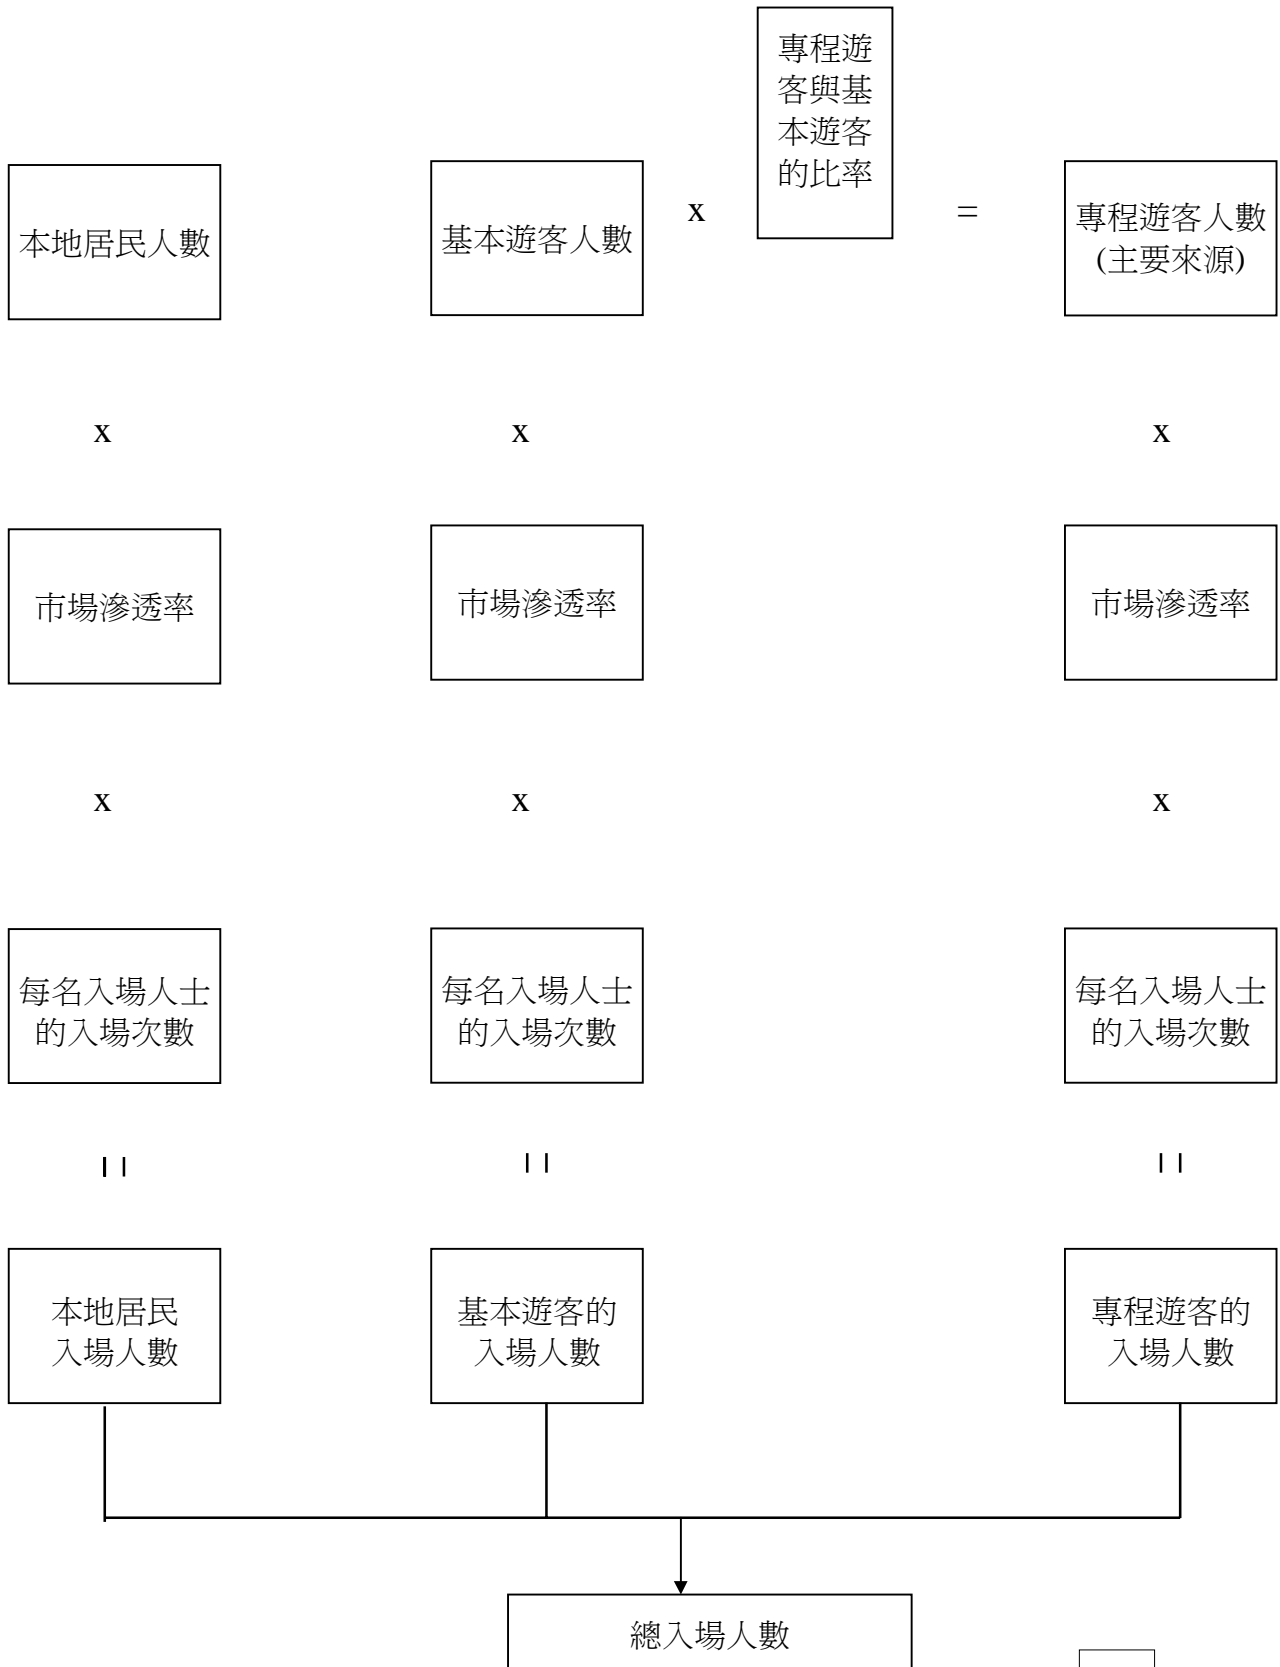 專程遊
客與基
本遊客
的比率
本地居民人數
基本遊客人數
x
=
專程遊客人數
(主要來源)
x
x
x
市場滲透率
市場滲透率
市場滲透率
x
x
x
每名入場人士
的入場次數
每名入場人士
的入場次數
每名入場人士
的入場次數
=
=
=
本地居民
入場人數
基本遊客的
入場人數
專程遊客的
入場人數
總入場人數